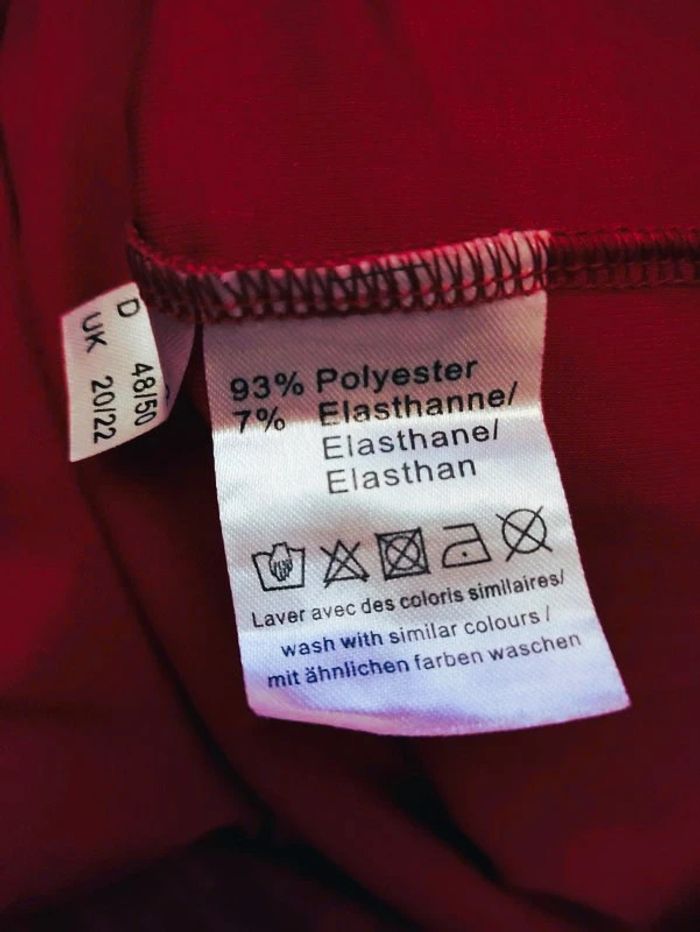 D 48/50
UK 20/22
93% Polyester
7% Elasthanne/
Elasthane/
Elasthan
Laver avec des coloris similaires/
wash with similar colours /
mit ähnlichen farben waschen